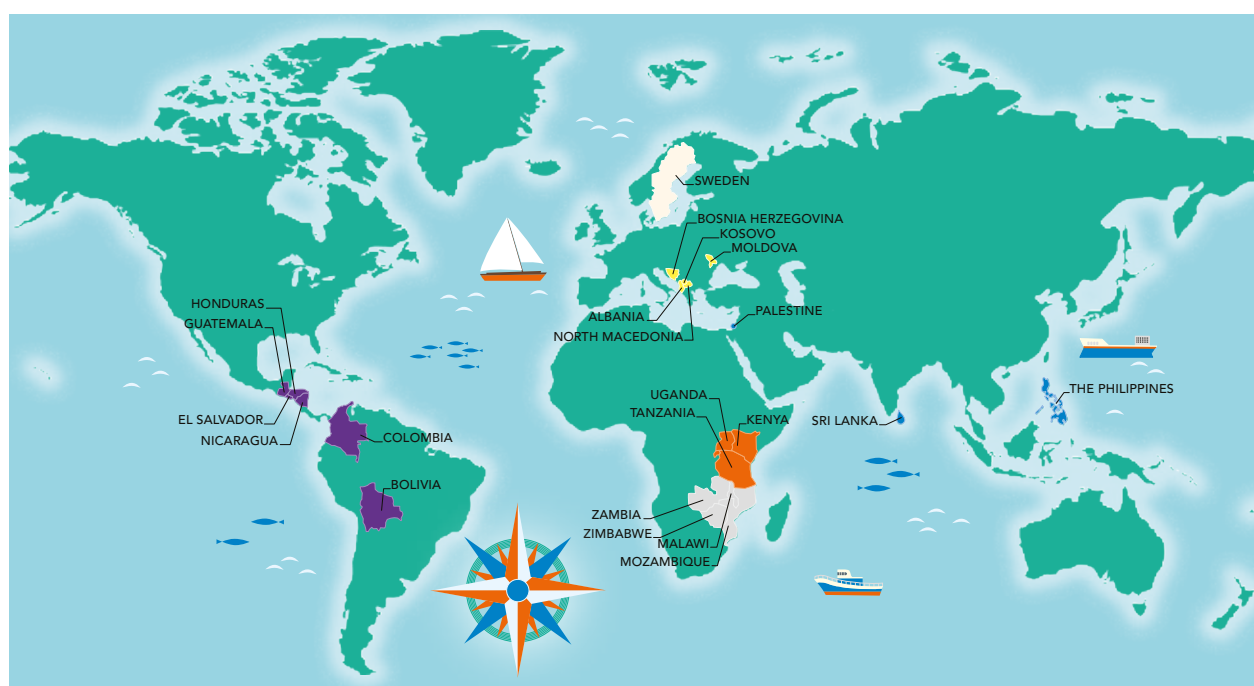 SWEDEN
BOSNIA HERZEGOVINA
KOSOVO
MOLDOVA
HONDURAS
PALESTINE
ALBANIA
GUATEMALA
NORTH MACEDONIA
THE PHILIPPINES
UGANDA
TANZANIA
KENYA
EL SALVADOR
SRI LANKA
NICARAGUA
COLOMBIA
BOLIVIA
ZAMBIA
ZIMBABWE
MALAWI
MOZAMBIQUE